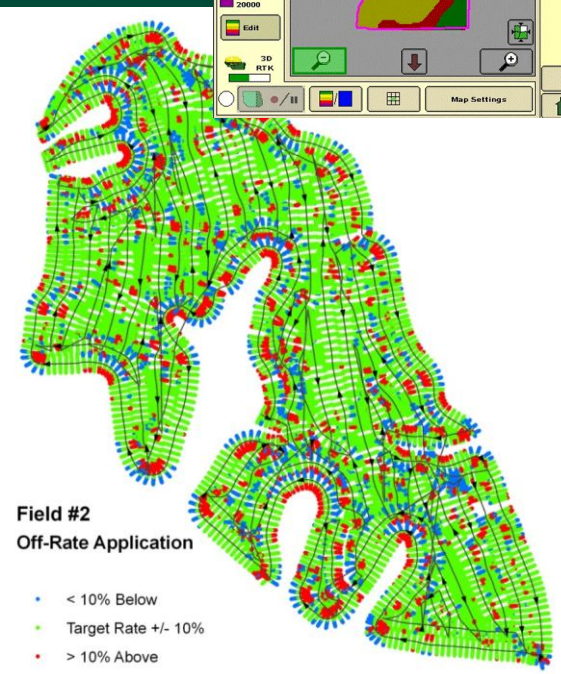 20000
Edit
3D
RTK
Map Settings
Field #2
Off-Rate Application
< 10% Below
Target Rate +/- 10%
> 10% Above